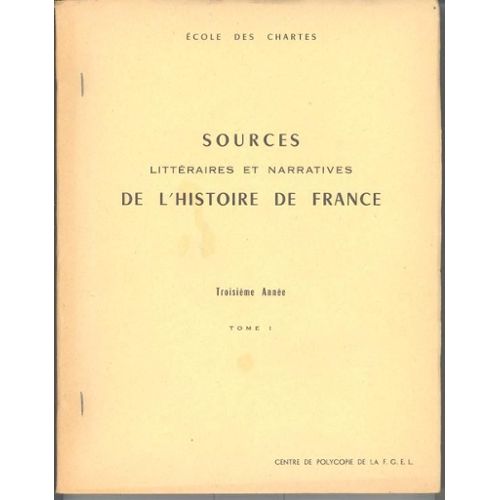 ÉCOLE DES CHARTES
SOURCES
LITTÉRAIRES ET NARRATIVES
DE L'HISTOIRE DE FRANCE
Troisième Année
TOME I
CENTRE DE POLYCOPIE DE LA F. G. E. L.